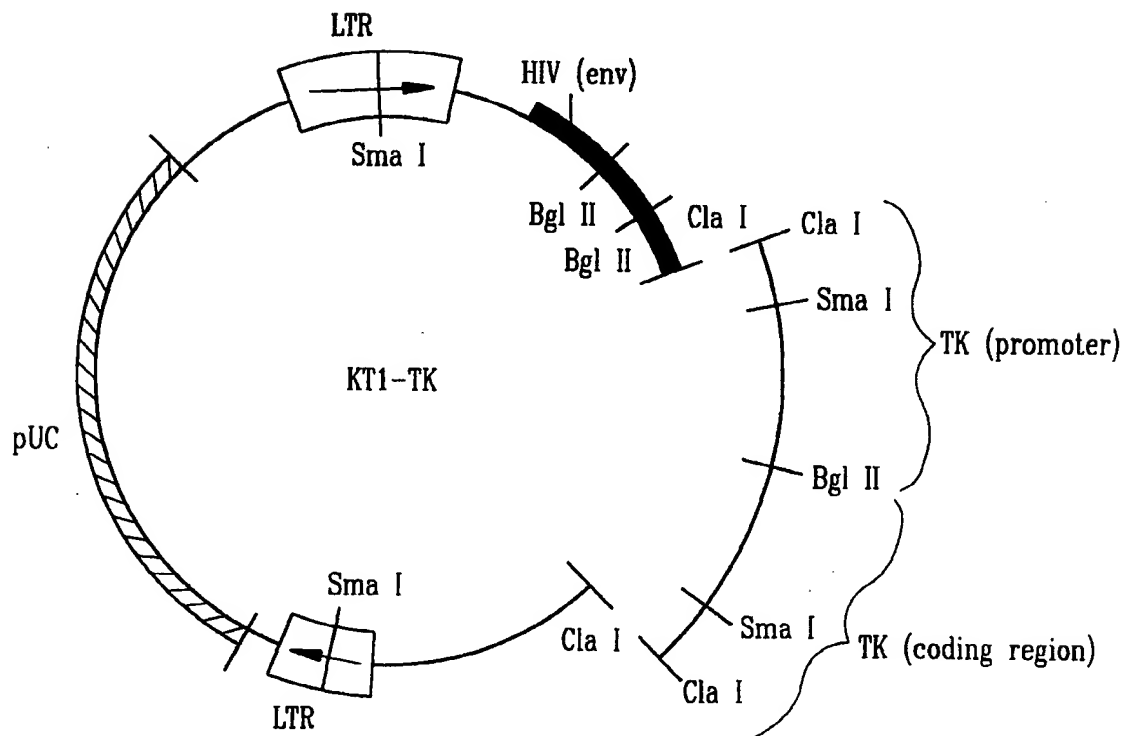 LTR
HIV (env)
Sma I
Bgl II
Bgl II
Cla I
Cla I
Sma I
TK (promoter)
KT1-TK
pUC
Bgl II
Sma I
Cla I
Sma I
TK (coding region)
Cla I
LTR